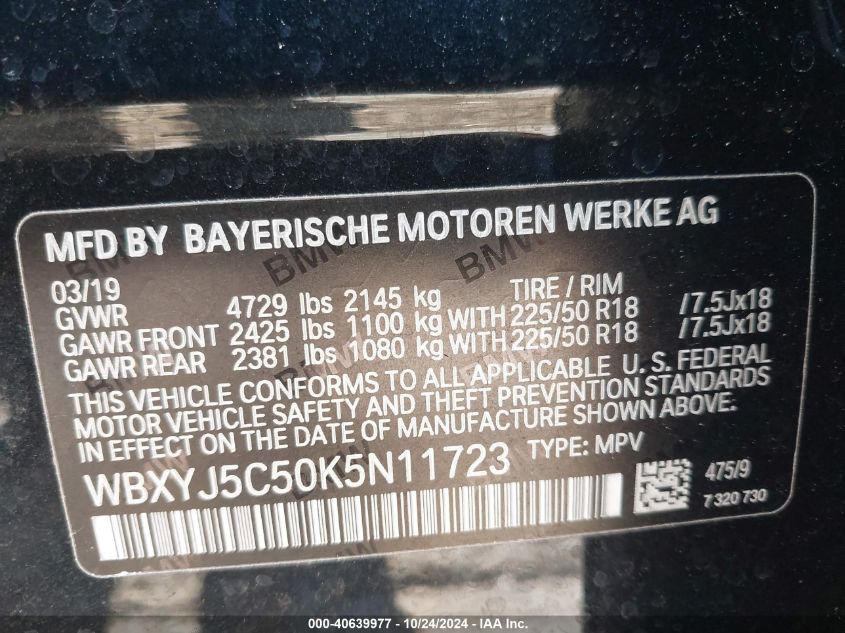 MFD BY BAYERISCHE MOTOREN WERKE AG
03/19 TIRE / RIM
GVWR 4729 lbs 2145 kg
GAWR FRONT 2425 lbs 1100 kg WITH 225/50 R18 /7.5Jx18
GAWR REAR 2381 lbs 1080 kg WITH 225/50 R18 /7.5Jx18
THIS VEHICLE CONFORMS TO ALL APPLICABLE U. S. FEDERAL
MOTOR VEHICLE SAFETY AND THEFT PREVENTION STANDARDS
IN EFFECT ON THE DATE OF MANUFACTURE SHOWN ABOVE.
WBXYJ5C50K5N11723 TYPE: MPV
475/9
7 320 730
000-40639977 - 10/24/2024 - IAA Inc.